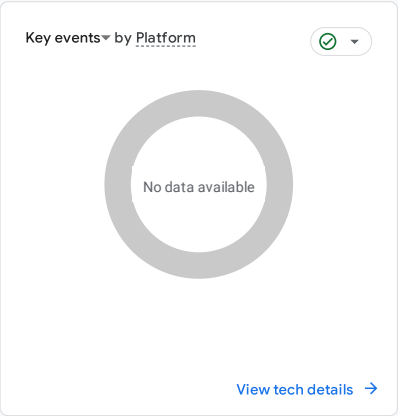 Key events by Platform
No data available
View tech details